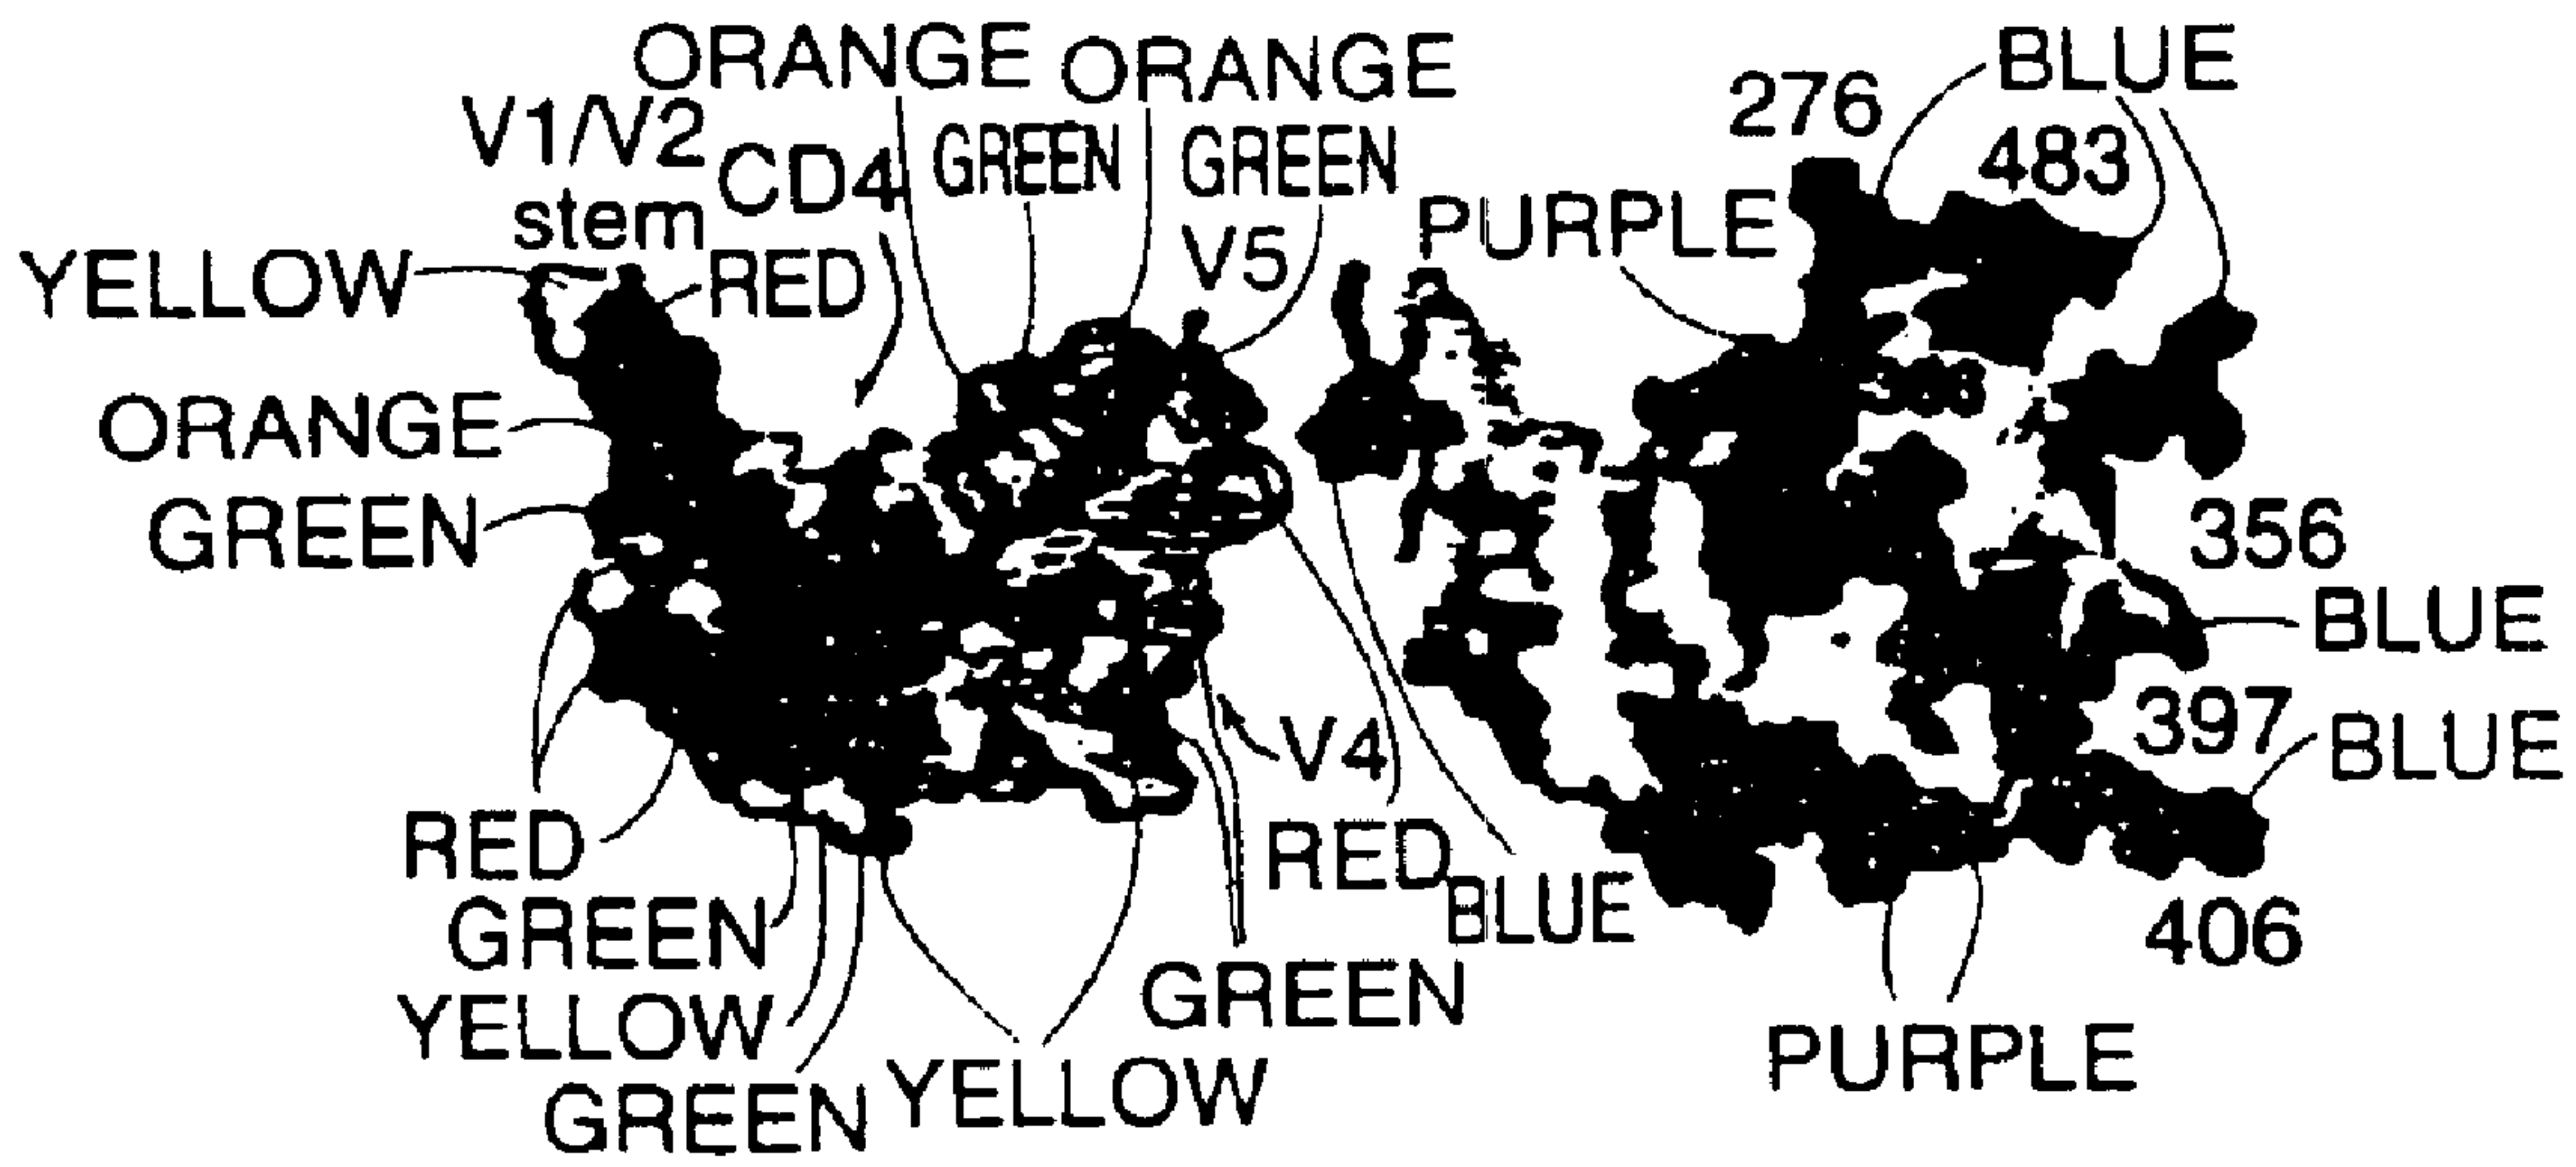 ORANGE
ORANGE
BLUE
276
V1/V2
stem
CD4
GREEN
GREEN
483
PURPLE
V5
YELLOW
RED
ORANGE
GREEN
356
BLUE
397
V4
BLUE
RED
RED
BLUE
GREEN
406
YELLOW
GREEN
PURPLE
GREEN
YELLOW